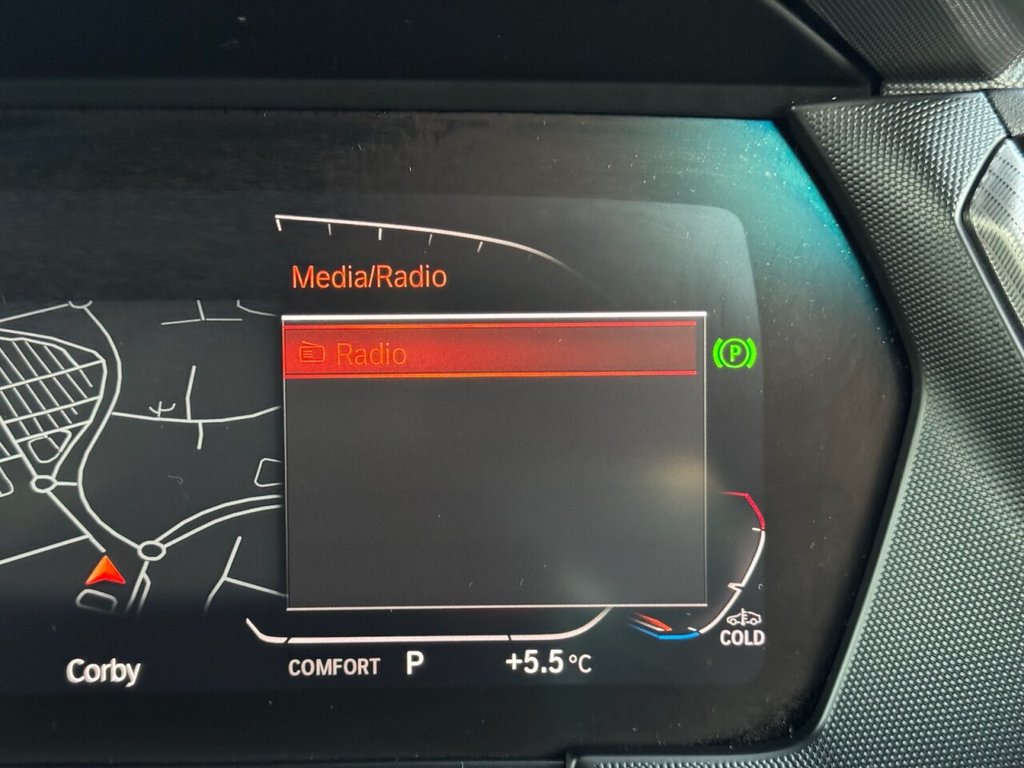 Media/Radio
Radio
P
COLD
Corby
COMFORT P +5.5 °C